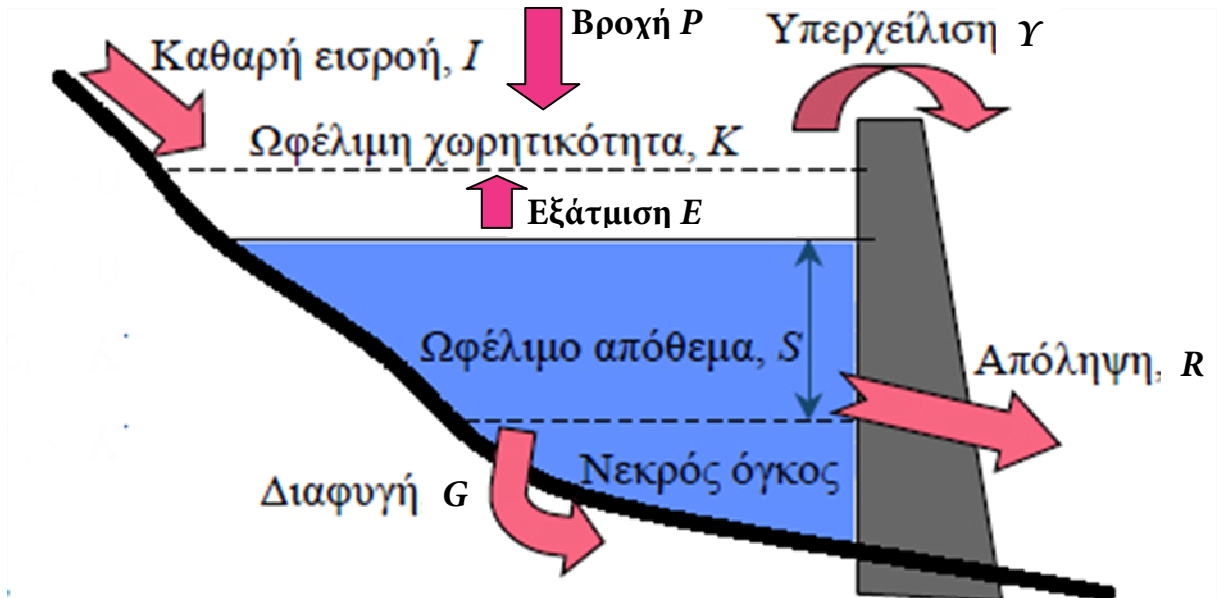 Βροχή P
Υπερχείλιση Υ
Καθαρή εισροή, I
Ωφέλιμη χωρητικότητα, K
Εξάτμιση E
Ωφέλιμο απόθεμα, S
Απόληψη, R
Νεκρός όγκος
Διαφυγή G